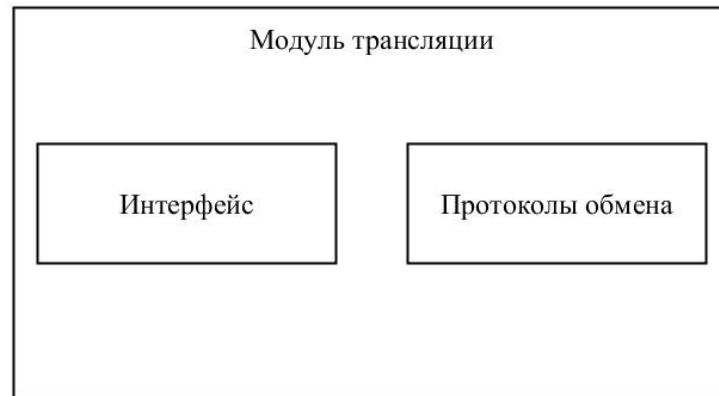 Модуль трансляции
Интерфейс
Протоколы обмена